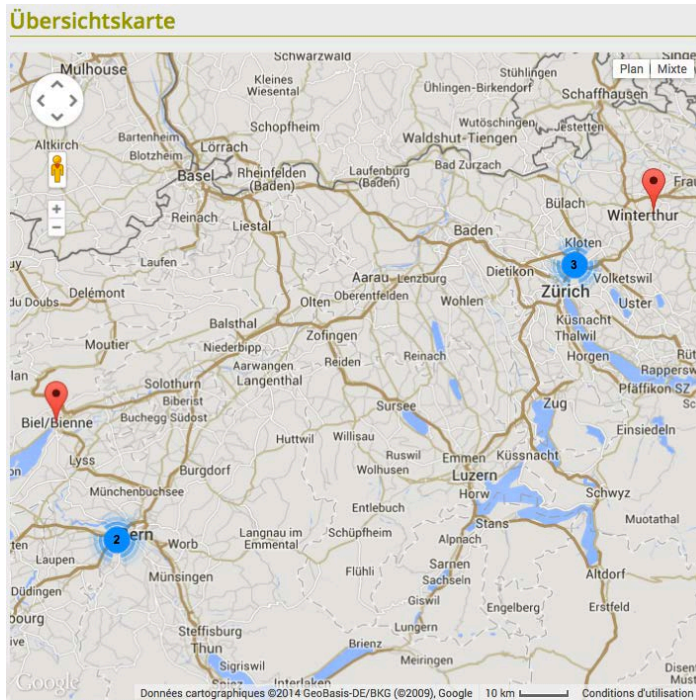 Übersichtskarte
Schwarzwald
Mulhouse
Kleines
Wiesental
Stühlingen
Plan
Mixte
Ühlingen-Birkendorf
Schaffhausen
Bartenheim
Schopfheim
Wutöschingen
Jestetten
Altkirch
Blotzheim
Lörrach
Waldshut-Tiengen
Basel
Rheinfelden
(Baden)
Laufenburg
(Baden)
Bad Zurzach
Reinach
Liestal
Bülach
Winterthur
Baden
Kloten
Laufen
3
Volketswil
Dietikon
Zürich
Delémont
du Doubs
Aarau
Lenzburg
Olten
Oberentfelden
Wohlen
Uster
Küsnacht
Thalwil
Balsthal
Moutier
Niederbipp
Zofingen
Reiden
Reinach
Horgen
Rappersw
Aarwangen
Langenthal
Solothurn
Biberist
Buchegg Südost
Pfäffikon SZ
Biel/Bienne
Sursee
Zug
Einsiedeln
Lyss
Huttwil
Willisau
Ruswil
Wolhusen
Emmen
Küssnacht
Luzern
Burgdorf
Münchenbuchsee
Horw
Schwyz
Entlebuch
Stans
Muotathal
2
ern
Worb
Langnau im
Emmental
Schüpfheim
Alpnach
Laupen
Münsingen
Flühli
Sarnen
Sachseln
Altdorf
Düdingen
Giswil
Engelberg
Erstfeld
Steffisburg
Thun
Lungern
Brienz
Meiringen
Sigriswil
Interlaken
Google
Données cartographiques ©2014 GeoBasis-DE/BKG (©2009), Google
10 km
Conditions d'utilisatio